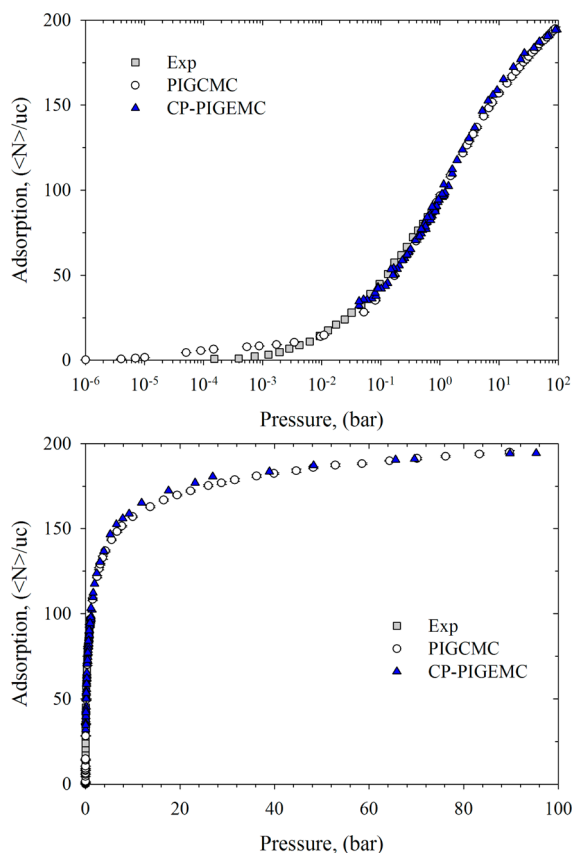 200
150
100
50
0
Adsorption, (<N>/uc)
Exp
PIGCMC
CP-PIGEMC
10-6 10-5 10-4 10-3 10-2 10-1 100 101 102
Pressure, (bar)
200
150
100
50
0
Adsorption, (<N>/uc)
Exp
PIGCMC
CP-PIGEMC
0 20 40 60 80 100
Pressure, (bar)